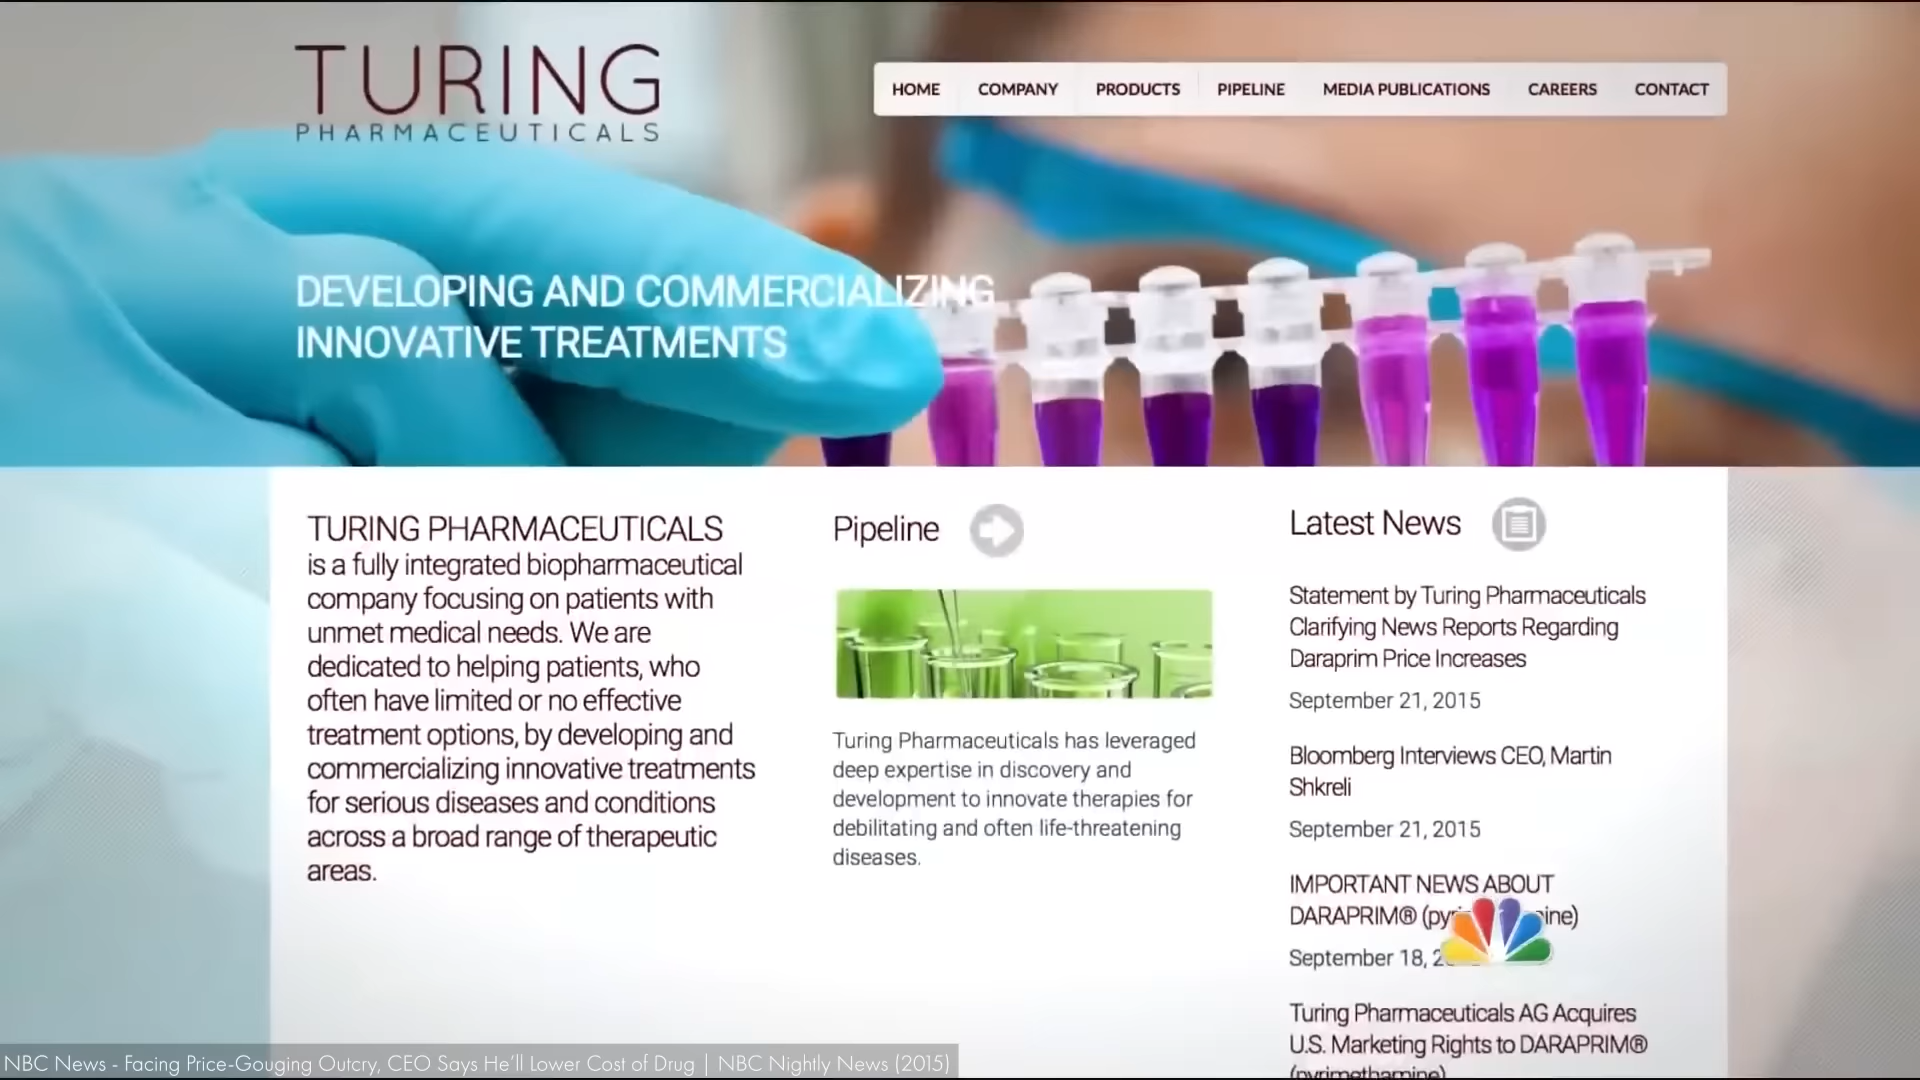 TURING
PHARMACEUTICALS
HOME COMPANY PRODUCTS PIPELINE MEDIA PUBLICATIONS CAREERS CONTACT
DEVELOPING AND COMMERCIALIZING
INNOVATIVE TREATMENTS
TURING PHARMACEUTICALS
is a fully integrated biopharmaceutical
company focusing on patients with
unmet medical needs. We are
dedicated to helping patients, who
often have limited or no effective
treatment options, by developing and
commercializing innovative treatments
for serious diseases and conditions
across a broad range of therapeutic
areas.
Pipeline
Turing Pharmaceuticals has leveraged
deep expertise in discovery and
development to innovate therapies for
debilitating and often life-threatening
diseases.
Latest News
Statement by Turing Pharmaceuticals
Clarifying News Reports Regarding
Daraprim Price Increases
September 21, 2015
Bloomberg Interviews CEO, Martin
Shkreli
September 21, 2015
IMPORTANT NEWS ABOUT
DARAPRIM®
September 18,
Turing Pharmaceuticals AG Acquires
U.S. Marketing Rights to DARAPRIM®
(pyrimethamine)
NBC News - Facing Price-Gouging Outcry, CEO Says He'll Lower Cost of Drug | NBC Nightly News (2015)